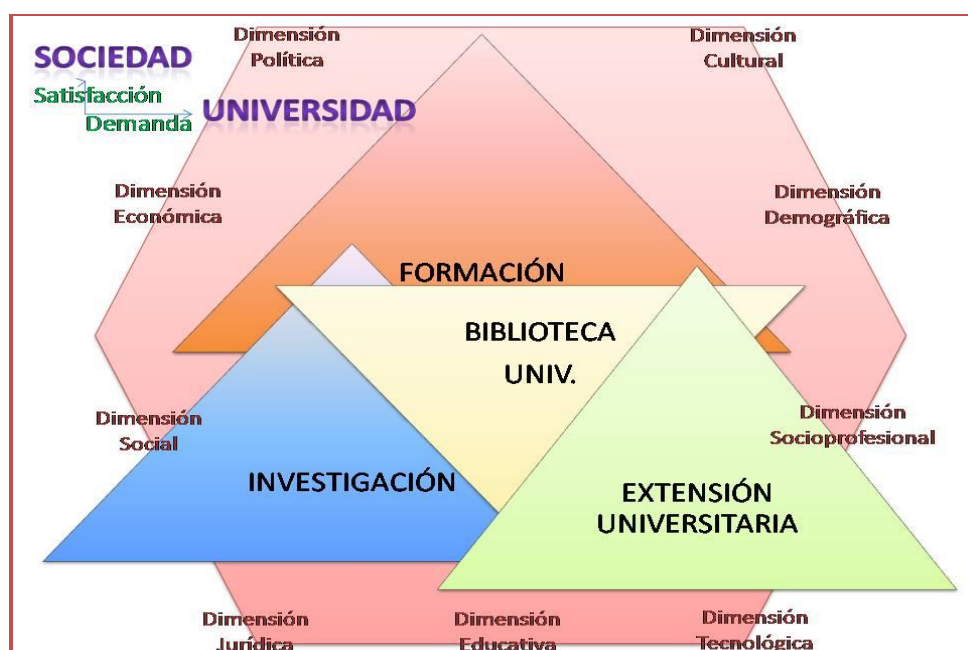 Dimensión
Política
Dimensión
Cultural
SOCIEDAD
Satisfacción
Demanda
UNIVERSIDAD
Dimensión
Económica
Dimensión
Demográfica
FORMACIÓN
BIBLIOTECA
UNIV.
Dimensión
Social
Dimensión
Socioprofesional
INVESTIGACIÓN
EXTENSIÓN
UNIVERSITARIA
Dimensión
Jurídica
Dimensión
Educativa
Dimensión
Tecnológica